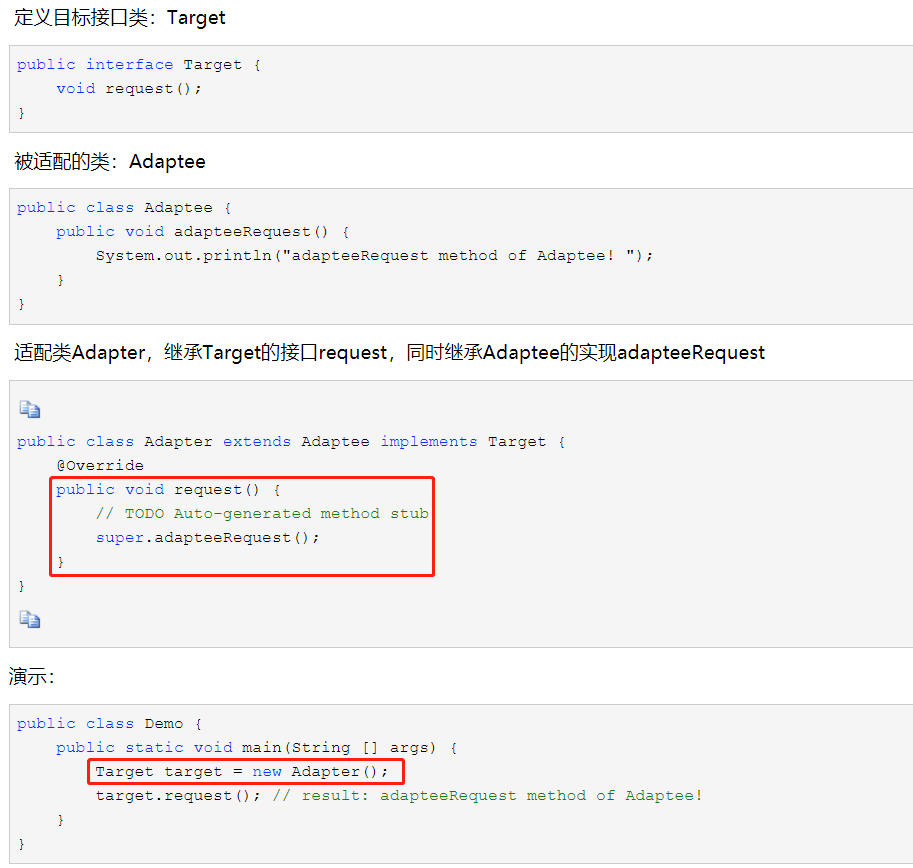 定义目标接口类：Target
public interface Target {
    void request();
}
被适配的类：Adaptee
public class Adaptee {
    public void adapteeRequest() {
        System.out.println("adapteeRequest method of Adaptee! ");
    }
}
适配类Adapter，继承Target的接口request，同时继承Adaptee的实现adapteeRequest
public class Adapter extends Adaptee implements Target {
    @Override
    public void request() {
        // TODO Auto-generated method stub
        super.adapteeRequest();
    }
}
演示：
public class Demo {
    public static void main(String [] args) {
        Target target = new Adapter();
        target.request(); // result: adapteeRequest method of Adaptee!
    }
}